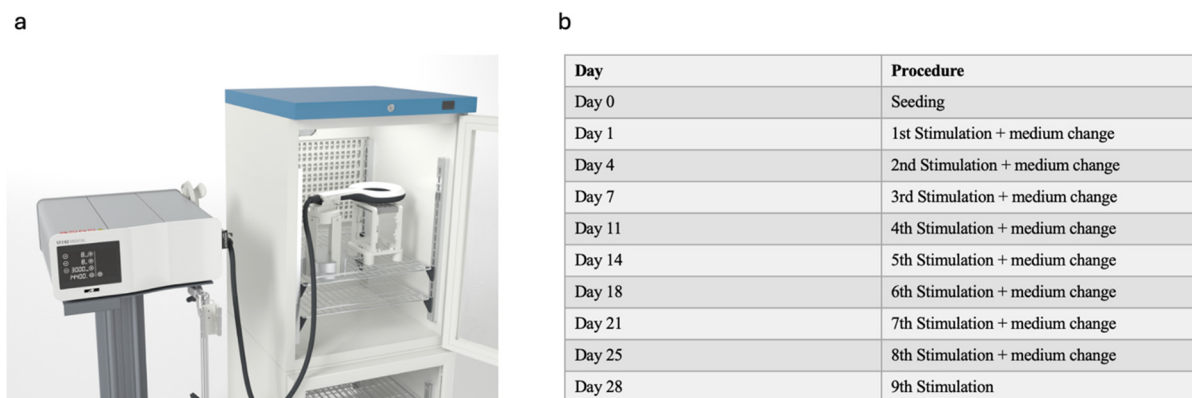 a
b
Day Procedure
Day 0 Seeding
Day 1 1st Stimulation + medium change
Day 4 2nd Stimulation + medium change
Day 7 3rd Stimulation + medium change
Day 11 4th Stimulation + medium change
Day 14 5th Stimulation + medium change
Day 18 6th Stimulation + medium change
Day 21 7th Stimulation + medium change
Day 25 8th Stimulation + medium change
Day 28 9th Stimulation